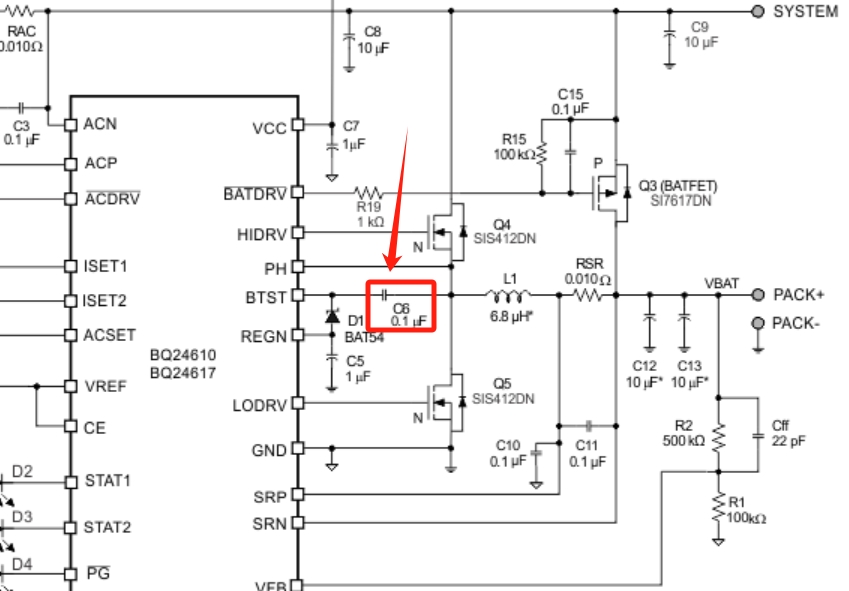 SYSTEM
RAC
0.010Ω
C8
10 µF
C9
10 µF
C3
0.1 µF
ACN
VCC
C7
1µF
C15
0.1 µF
R15
100 kΩ
P
ACP
ACDRV
BATDRV
R19
1 kΩ
Q3 (BATFET)
SI7617DN
HIDRV
N
Q4
SIS412DN
ISET1
PH
ISET2
BTST
C6
0.1 µF
L1
6.8 µH*
RSR
0.010Ω
VBAT
PACK+
PACK-
ACSET
REGN
D1
BAT54
BQ24610
BQ24617
C5
1 µF
C12
10 µF*
C13
10 µF*
VREF
LODRV
N
Q5
SIS412DN
CE
GND
C10
0.1 µF
C11
0.1 µF
R2
500 kΩ
Cff
22 pF
D2
STAT1
SRP
D3
STAT2
SRN
R1
100kΩ
D4
PG
VFB